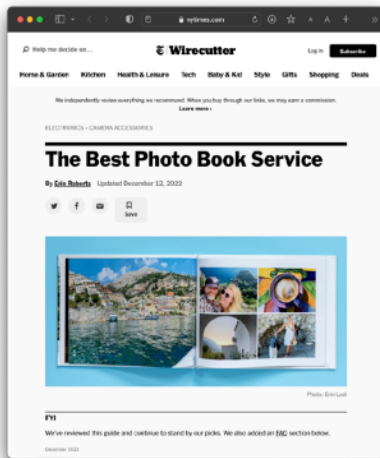 nytimes.com
Help me decide on...
Wirecutter
Log in
Subscribe
Home & Garden Kitchen Health & Leisure Tech Baby & Kid Style Gifts Shopping Deals
We independently review everything we recommend. When you buy through our links, we may earn a commission.
Learn more ›
ELECTRONICS › CAMERA ACCESSORIES
The Best Photo Book Service
By Erin Roberts Updated December 12, 2022
Save
Photo: Erin Lodi
FYI
We've reviewed this guide and continue to stand by our picks. We also added an FAQ section below.
December 2022